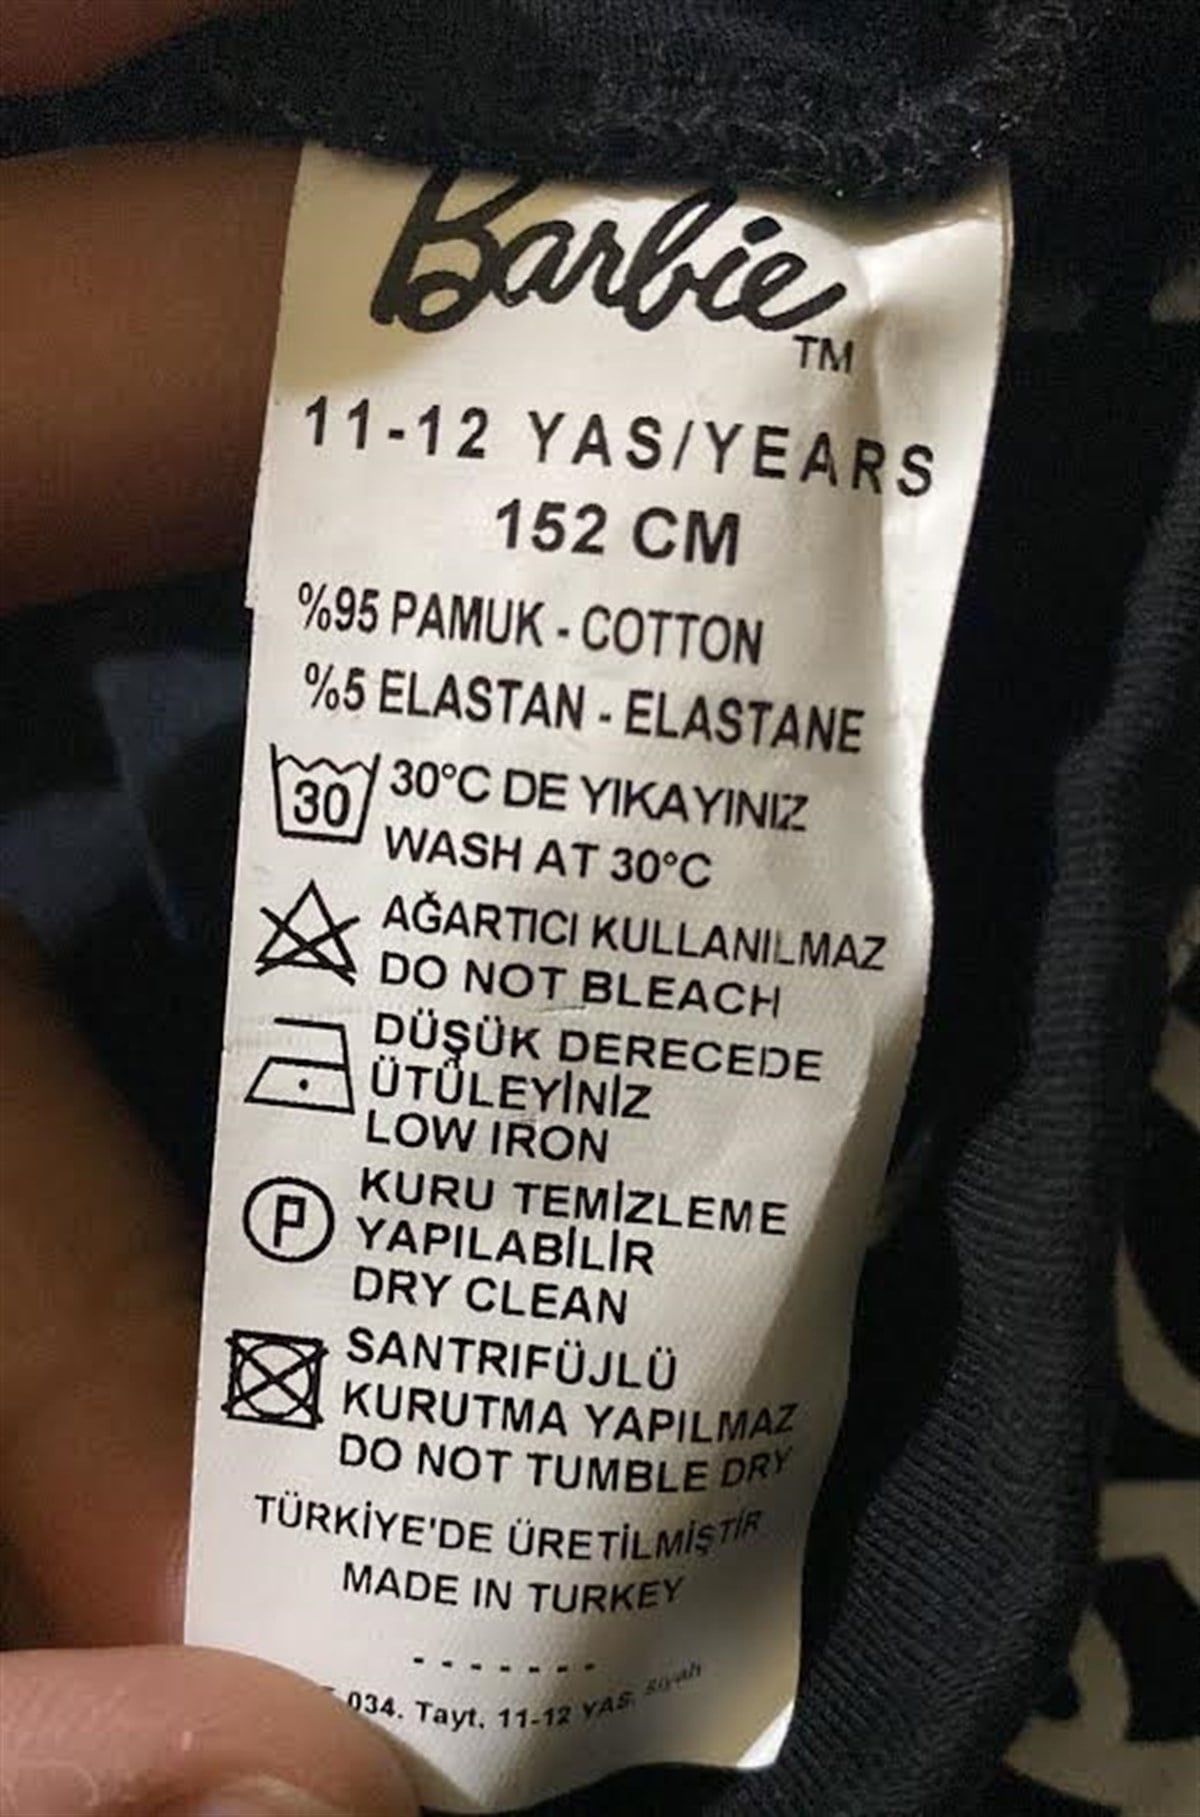 Barbie
TM
11-12 YAS/YEARS
152 CM
%95 PAMUK - COTTON
%5 ELASTAN - ELASTANE
30
30°C DE YIKAYINIZ
WASH AT 30°C
AĞARTICI KULLANILMAZ
DO NOT BLEACH
DÜŞÜK DERECEDE
ÜTÜLEYİNİZ
LOW IRON
P
KURU TEMİZLEME
YAPILABİLİR
DRY CLEAN
SANTRIFÜJLÜ
KURUTMA YAPILMAZ
DO NOT TUMBLE DRY
TÜRKİYE'DE ÜRETİLMİŞTİR
MADE IN TURKEY
-------
034. Tayt. 11-12 YAS. Siyah